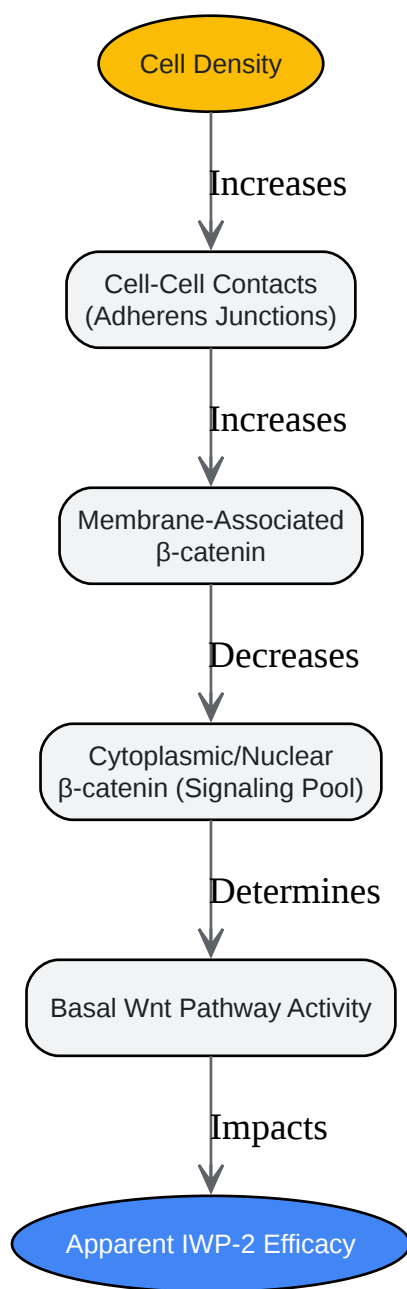 Cell Density
Increases
Cell-Cell Contacts
(Adherens Junctions)
Increases
Membrane-Associated
β-catenin
Decreases
Cytoplasmic/Nuclear
β-catenin (Signaling Pool)
Determines
Basal Wnt Pathway Activity
Impacts
Apparent IWP-2 Efficacy